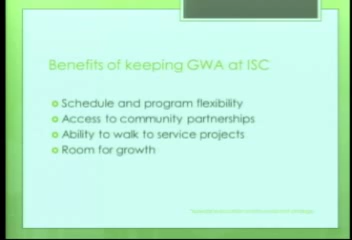 Benefits of keeping GWA at ISC
Schedule and program flexibility
Access to community partnerships
Ability to walk to service projects
Room for growth